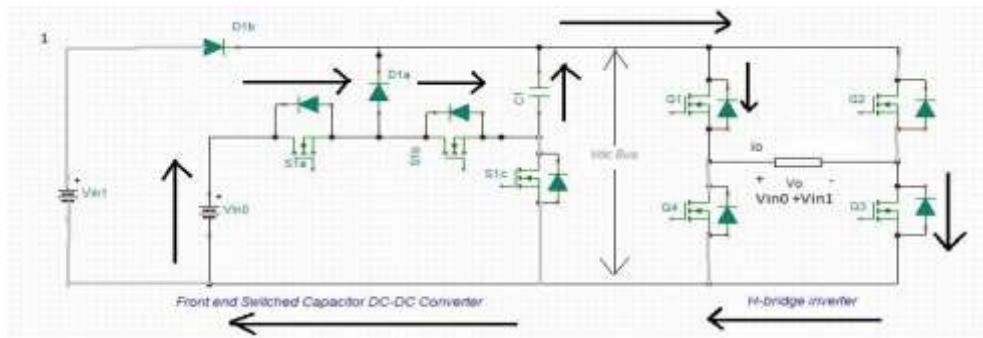 1
D1b
D1a
C1
S1b
S1c
Vdc Bus
Q1
Q2
Io
+ Vo -
Vin0 +Vin1
Q4
Q3
+
Vin1
+
Vin0
Front end Switched Capacitor DC-DC Converter
H-bridge inverter